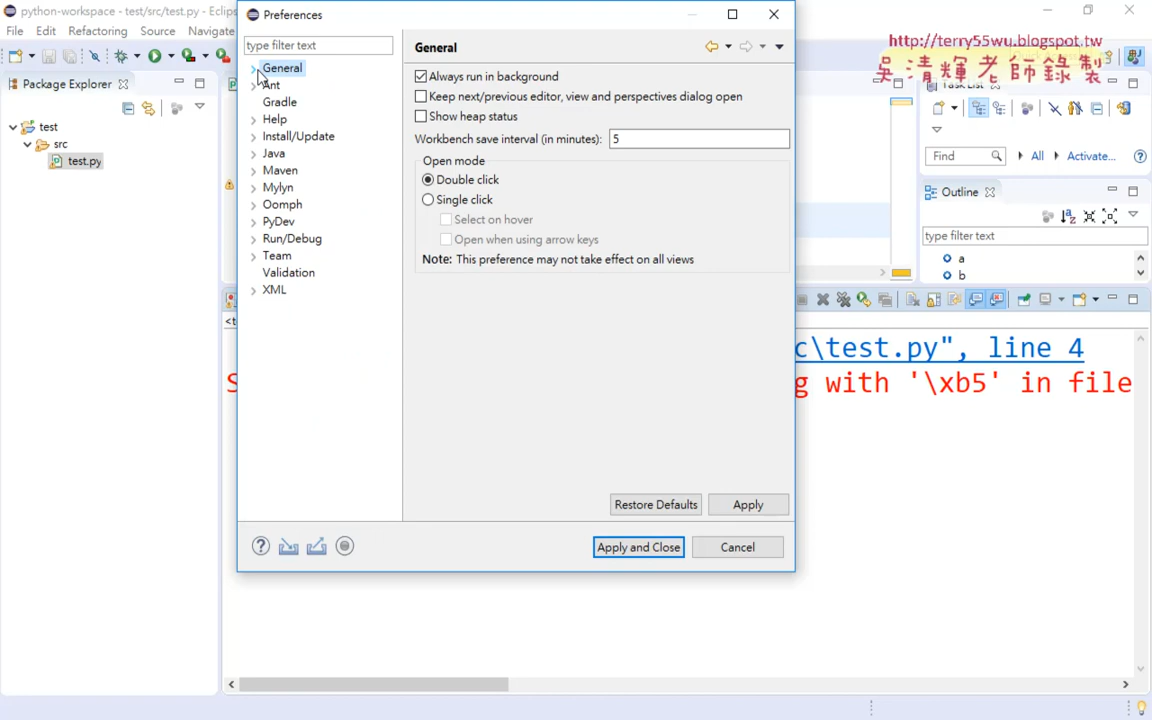 python-workspace - test/src/test.py - Eclips
File Edit Refactoring Source Navigate
Package Explorer
test
src
test.py
Preferences
type filter text
General
Ant
Gradle
Help
Install/Update
Java
Maven
Mylyn
Oomph
PyDev
Run/Debug
Team
Validation
XML
General
Always run in background
Keep next/previous editor, view and perspectives dialog open
Show heap status
Workbench save interval (in minutes): 5
Open mode
Double click
Single click
Select on hover
Open when using arrow keys
Note: This preference may not take effect on all views
Restore Defaults Apply
Apply and Close Cancel
http://terry55wu.blogspot.tw
吳清輝老師錄製
Task List
Find All Activate...
Outline
type filter text
a
b
c\test.py", line 4
g with '\xb5' in file